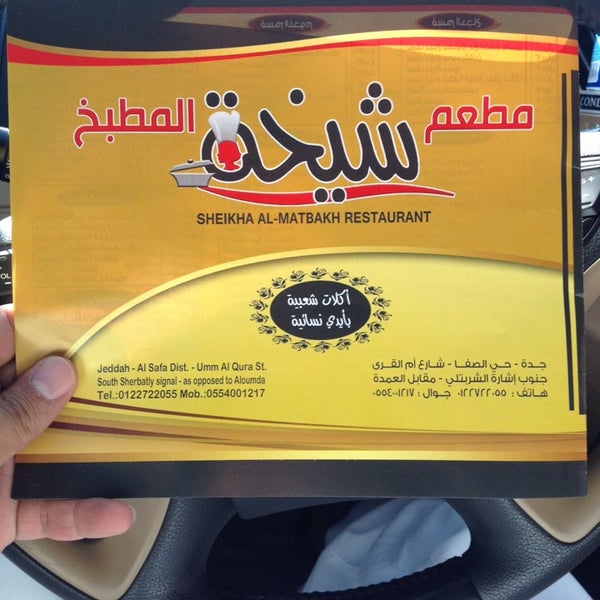 مطعم شيخة المطبخ
SHEIKHA AL-MATBAKH RESTAURANT
أكلات شعبية
بأيدي نسائية
Jeddah - Al Safa Dist. - Umm Al Qura St.
South Sherbatly signal - as opposed to Aloumda
Tel.:0122722055 Mob.:0554001217
جدة - حي الصفا - شارع أم القرى
جنوب إشارة الشربتلي - مقابل العمدة
هاتف : ٠١٢٢٧٢٢٠٥٥ جوال : ٠٥٥٤٠٠١٢١٧